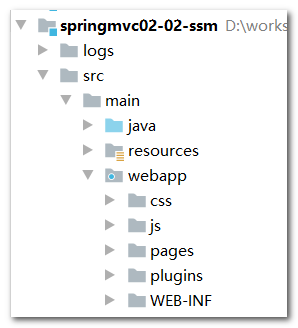 springmvc02-02-ssm D:\works
logs
src
main
java
resources
webapp
css
js
pages
plugins
WEB-INF